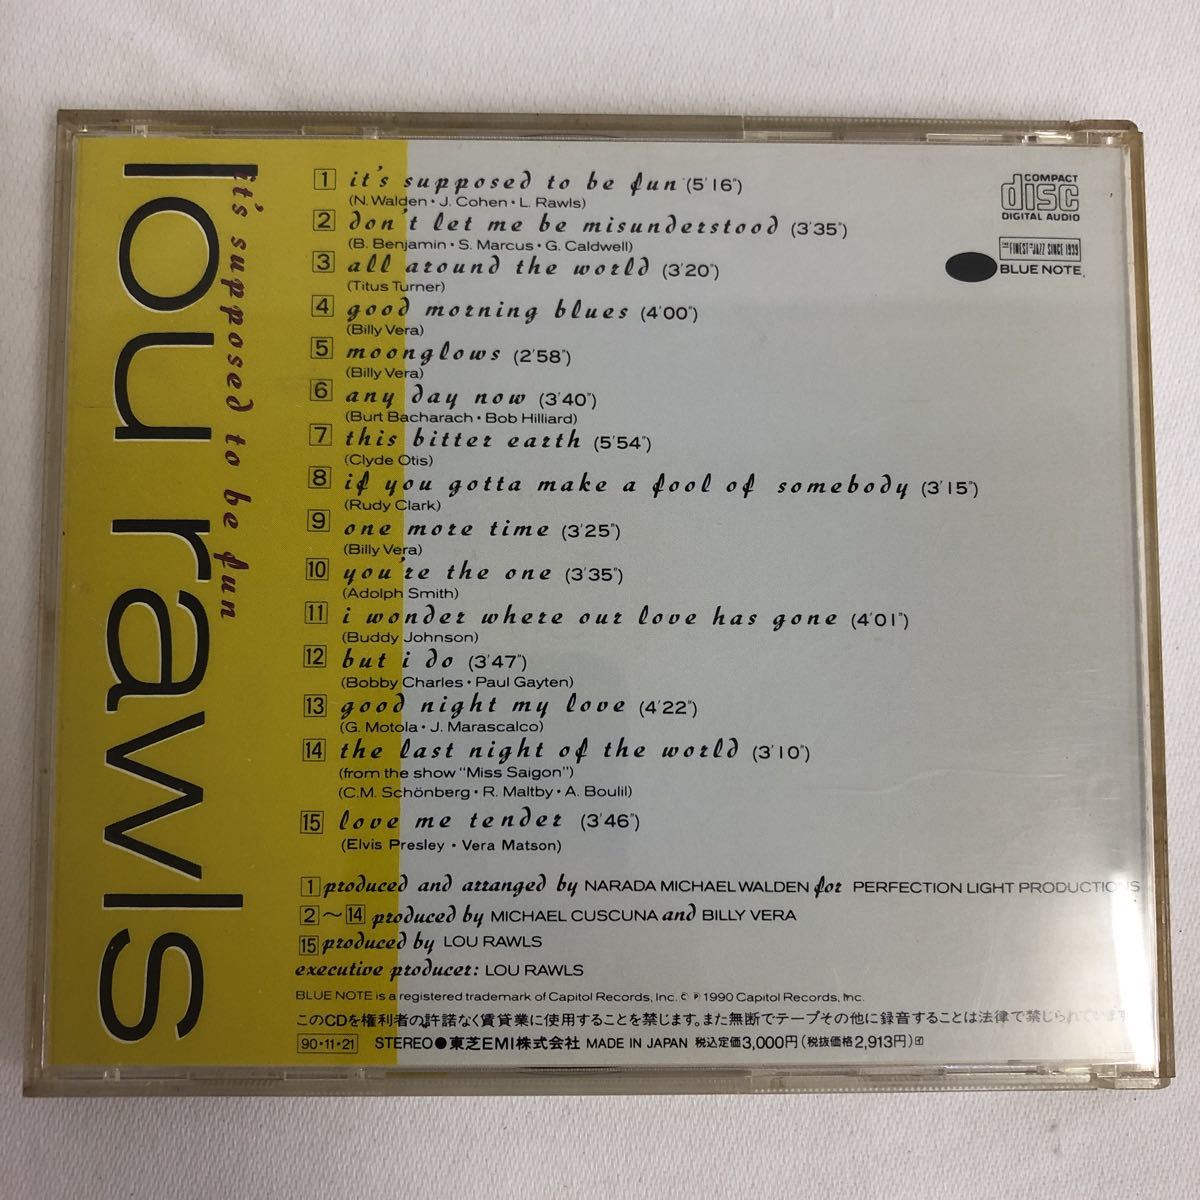 lou rawls
it's supposed to be fun
1 it's supposed to be fun (5'16")
(N. Walden・J. Cohen・L. Rawls)
2 don't let me be misunderstood (3'35")
(B. Benjamin・S. Marcus・G. Caldwell)
3 all around the world (3'20")
(Titus Turner)
4 good morning blues (4'00")
(Billy Vera)
5 moonglows (2'58")
(Billy Vera)
6 any day now (3'40")
(Burt Bacharach・Bob Hilliard)
7 this bitter earth (5'54")
(Clyde Otis)
8 if you gotta make a fool of somebody (3'15")
(Rudy Clark)
9 one more time (3'25")
(Billy Vera)
10 you're the one (3'35")
(Adolph Smith)
11 i wonder where our love has gone (4'01")
(Buddy Johnson)
12 but i do (3'47")
(Bobby Charles・Paul Gayten)
13 good night my love (4'22")
(G. Motola・J. Marascalco)
14 the last night of the world (3'10")
(from the show "Miss Saigon")
(C.M. Schönberg・R. Maltby・A. Boulil)
15 love me tender (3'46")
(Elvis Presley・Vera Matson)
COMPACT
disc
DIGITAL AUDIO
THE FINEST IN JAZZ SINCE 1939
BLUE NOTE
1 produced and arranged by NARADA MICHAEL WALDEN for PERFECTION LIGHT PRODUCTIONS
2〜14 produced by MICHAEL CUSCUNA and BILLY VERA
15 produced by LOU RAWLS
executive producer: LOU RAWLS
BLUE NOTE is a registered trademark of Capitol Records, Inc. © ℗ 1990 Capitol Records, Inc.
このCDを権利者の許諾なく賃貸業に使用することを禁じます。また無断でテープその他に録音することは法律で禁じられています
90・11・21 STEREO●東芝EMI株式会社 MADE IN JAPAN 税込定価3,000円(税抜価格2,913円)